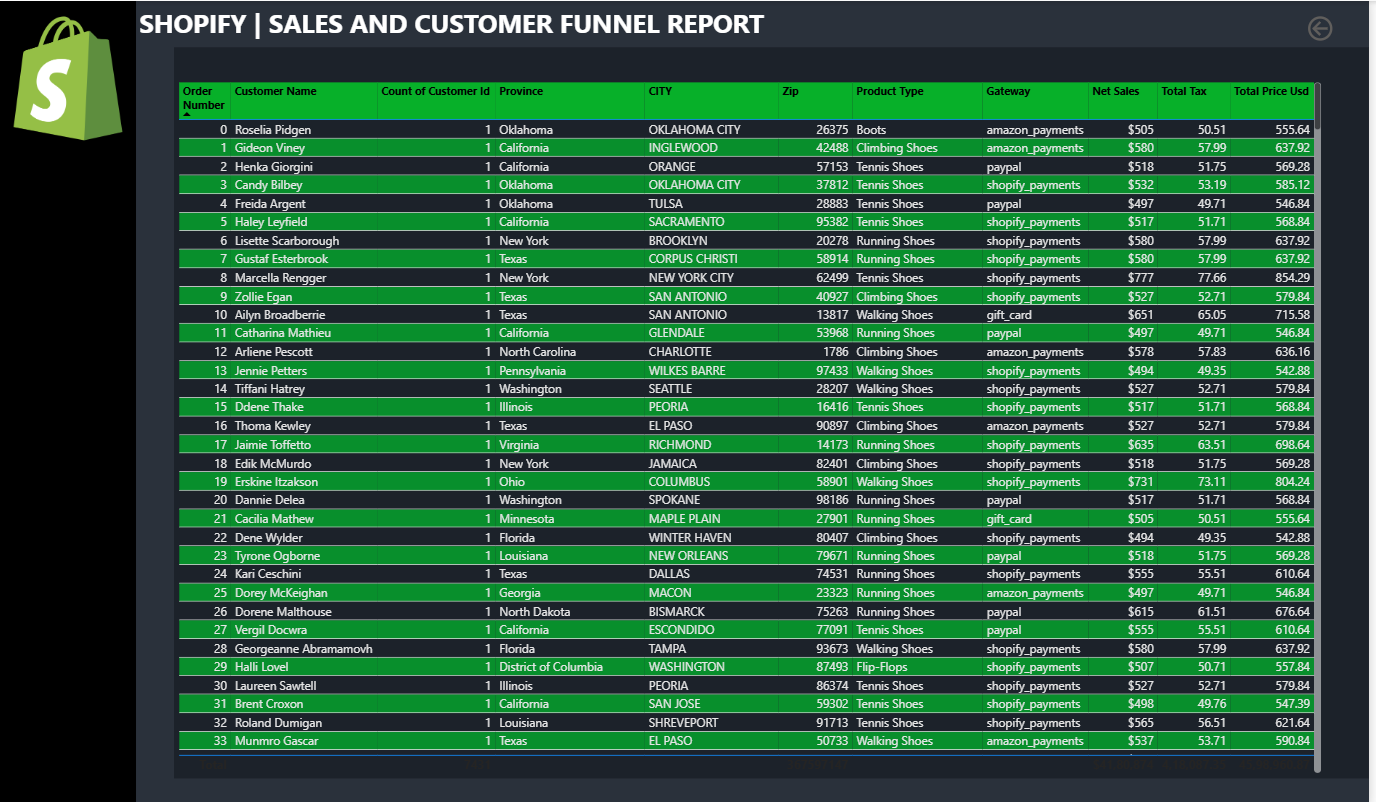 SHOPIFY | SALES AND CUSTOMER FUNNEL REPORT
Order Number Customer Name Count of Customer Id Province CITY Zip Product Type Gateway Net Sales Total Tax Total Price Usd
0 Roselia Pidgen 1 Oklahoma OKLAHOMA CITY 26375 Boots amazon_payments $505 50.51 555.64
1 Gideon Viney 1 California INGLEWOOD 42488 Climbing Shoes amazon_payments $580 57.99 637.92
2 Henka Giorgini 1 California ORANGE 57153 Tennis Shoes paypal $518 51.75 569.28
3 Candy Bilbey 1 Oklahoma OKLAHOMA CITY 37812 Tennis Shoes shopify_payments $532 53.19 585.12
4 Freida Argent 1 Oklahoma TULSA 28883 Tennis Shoes paypal $497 49.71 546.84
5 Haley Leyfield 1 California SACRAMENTO 95382 Tennis Shoes shopify_payments $517 51.71 568.84
6 Lisette Scarborough 1 New York BROOKLYN 20278 Running Shoes shopify_payments $580 57.99 637.92
7 Gustaf Esterbrook 1 Texas CORPUS CHRISTI 58914 Running Shoes shopify_payments $580 57.99 637.92
8 Marcella Rengger 1 New York NEW YORK CITY 62499 Tennis Shoes shopify_payments $777 77.66 854.29
9 Zollie Egan 1 Texas SAN ANTONIO 40927 Climbing Shoes shopify_payments $527 52.71 579.84
10 Ailyn Broadberrie 1 Texas SAN ANTONIO 13817 Walking Shoes gift_card $651 65.05 715.58
11 Catharina Mathieu 1 California GLENDALE 53968 Running Shoes paypal $497 49.71 546.84
12 Arliene Pescott 1 North Carolina CHARLOTTE 1786 Climbing Shoes amazon_payments $578 57.83 636.16
13 Jennie Petters 1 Pennsylvania WILKES BARRE 97433 Walking Shoes shopify_payments $494 49.35 542.88
14 Tiffani Hatrey 1 Washington SEATTLE 28207 Walking Shoes shopify_payments $527 52.71 579.84
15 Ddene Thake 1 Illinois PEORIA 16416 Tennis Shoes shopify_payments $517 51.71 568.84
16 Thoma Kewley 1 Texas EL PASO 90897 Climbing Shoes amazon_payments $527 52.71 579.84
17 Jaimie Toffetto 1 Virginia RICHMOND 14173 Running Shoes shopify_payments $635 63.51 698.64
18 Edik McMurdo 1 New York JAMAICA 82401 Climbing Shoes shopify_payments $518 51.75 569.28
19 Erskine Itzakson 1 Ohio COLUMBUS 58901 Walking Shoes shopify_payments $731 73.11 804.24
20 Dannie Delea 1 Washington SPOKANE 98186 Running Shoes paypal $517 51.71 568.84
21 Cacilia Mathew 1 Minnesota MAPLE PLAIN 27901 Running Shoes gift_card $505 50.51 555.64
22 Dene Wylder 1 Florida WINTER HAVEN 80407 Climbing Shoes shopify_payments $494 49.35 542.88
23 Tyrone Ogborne 1 Louisiana NEW ORLEANS 79671 Running Shoes paypal $518 51.75 569.28
24 Kari Ceschini 1 Texas DALLAS 74531 Running Shoes shopify_payments $555 55.51 610.64
25 Dorey McKeighan 1 Georgia MACON 23323 Running Shoes amazon_payments $497 49.71 546.84
26 Dorene Malthouse 1 North Dakota BISMARCK 75263 Running Shoes paypal $615 61.51 676.64
27 Vergil Docwra 1 California ESCONDIDO 77091 Tennis Shoes paypal $555 55.51 610.64
28 Georgeanne Abramamovh 1 Florida TAMPA 93673 Walking Shoes shopify_payments $580 57.99 637.92
29 Halli Lovel 1 District of Columbia WASHINGTON 87493 Flip-Flops shopify_payments $507 50.71 557.84
30 Laureen Sawtell 1 Illinois PEORIA 86374 Tennis Shoes shopify_payments $527 52.71 579.84
31 Brent Croxon 1 California SAN JOSE 59302 Tennis Shoes shopify_payments $498 49.76 547.39
32 Roland Dumigan 1 Louisiana SHREVEPORT 91713 Tennis Shoes shopify_payments $565 56.51 621.64
33 Munmro Gascar 1 Texas EL PASO 50733 Walking Shoes amazon_payments $537 53.71 590.84
Total